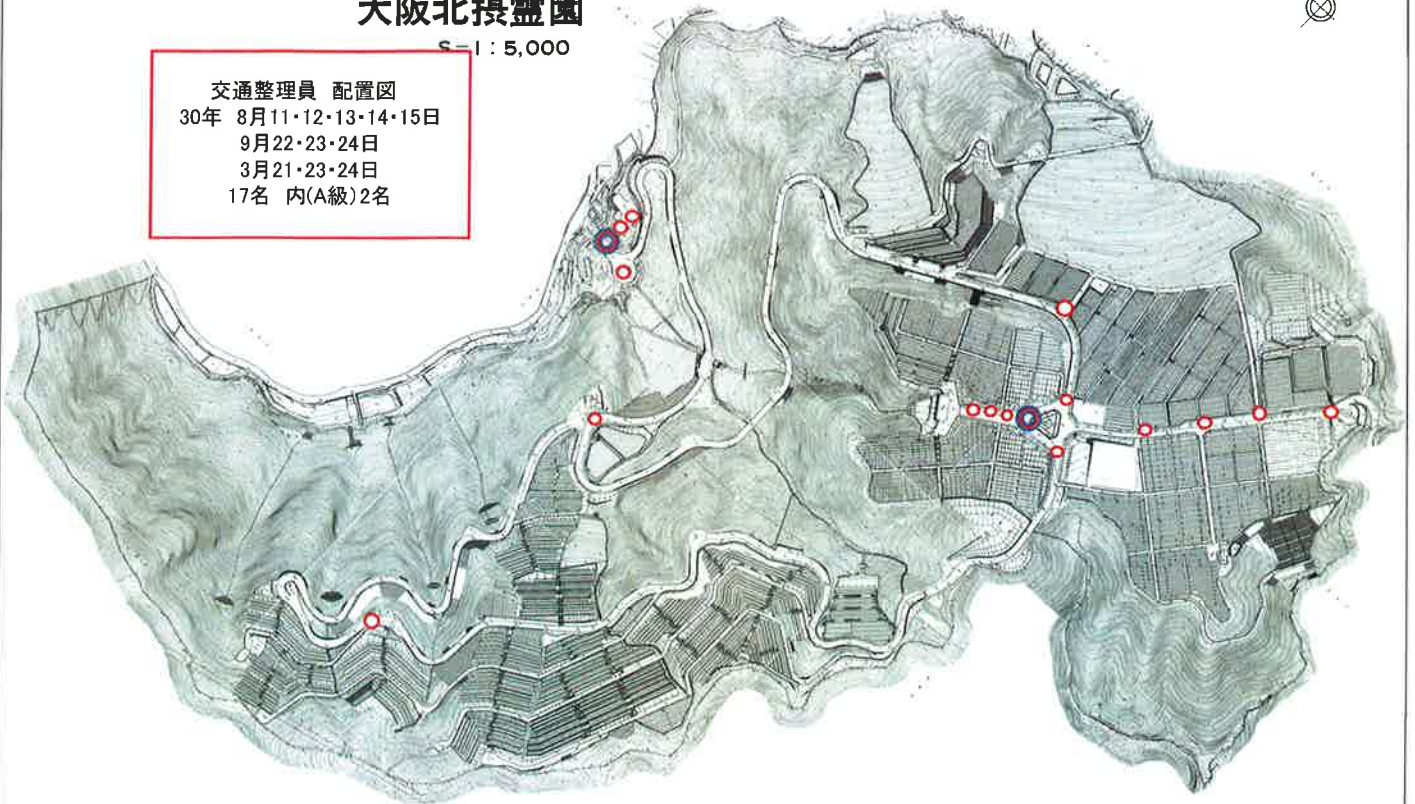 大阪北摂霊園
S=1:5,000
交通整理員 配置図
30年 8月11・12・13・14・15日
9月22・23・24日
3月21・23・24日
17名 内(A級)2名